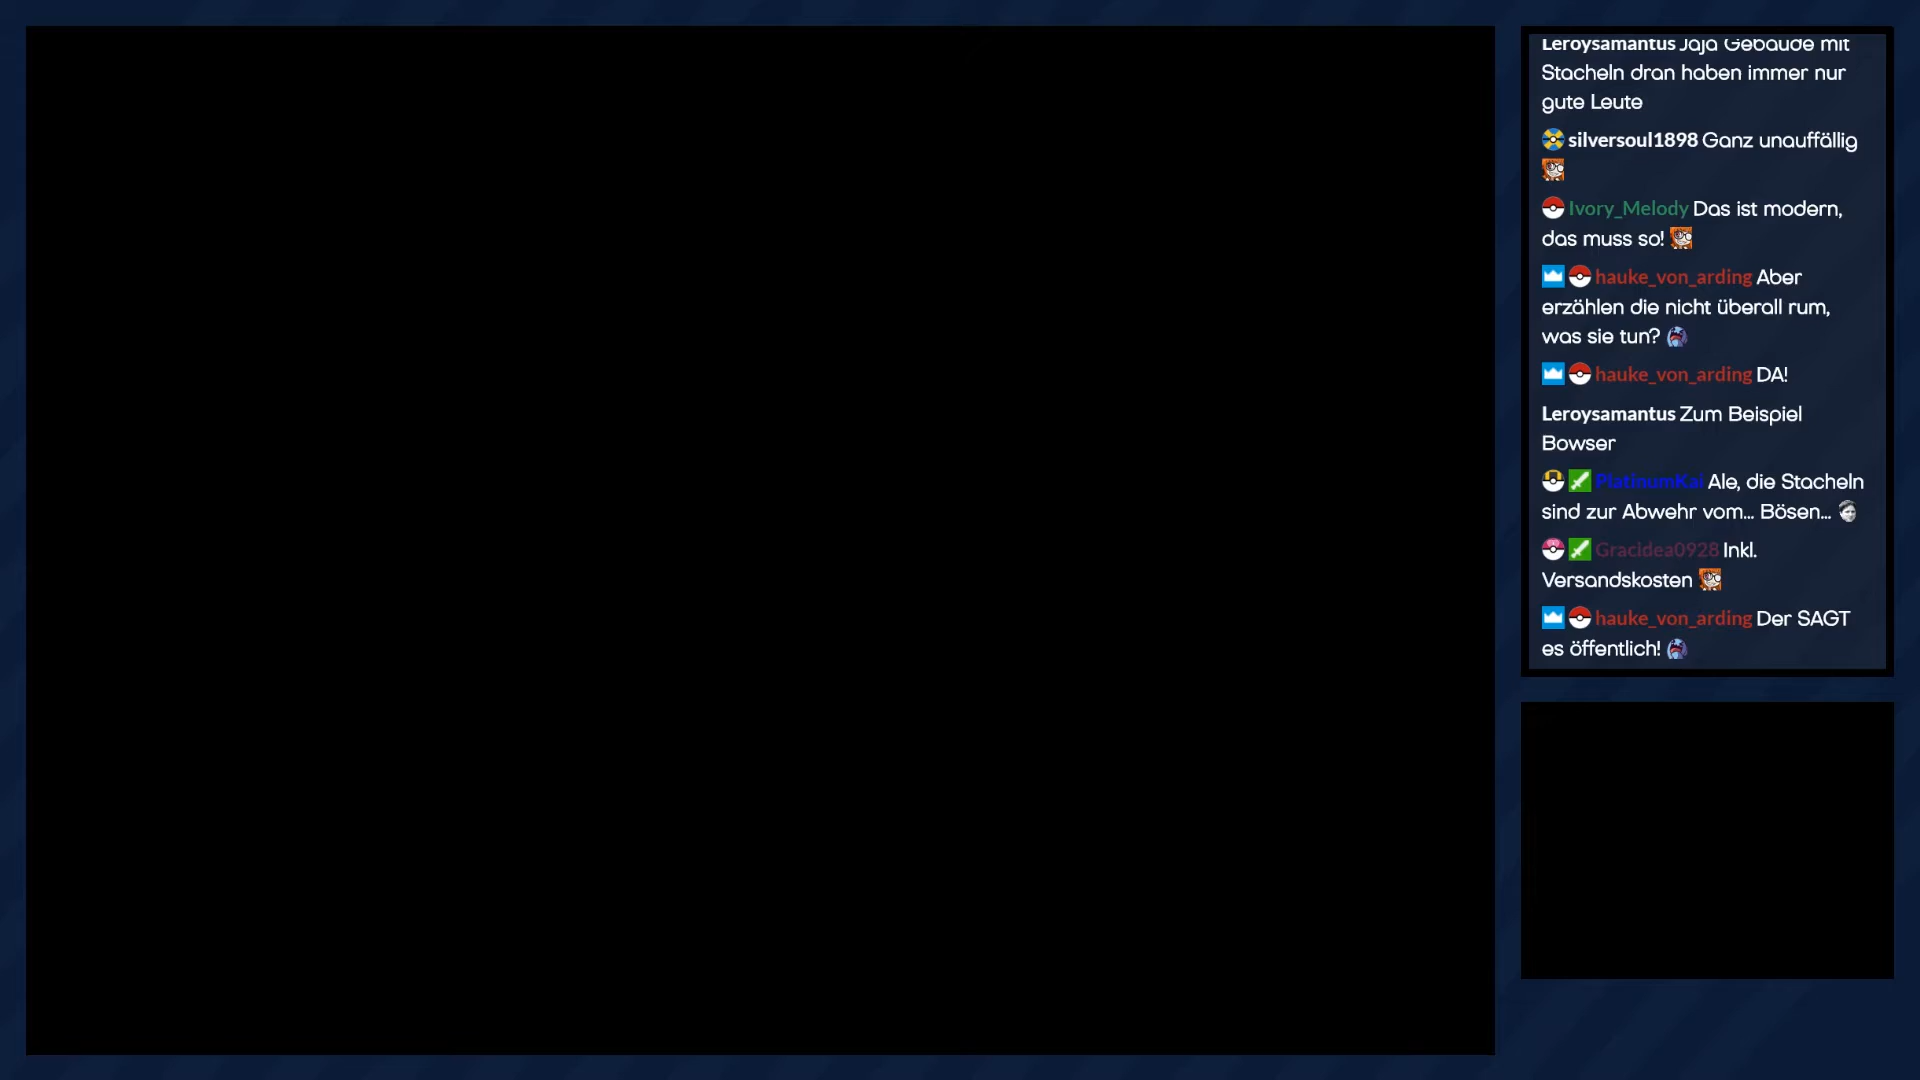 Leroysamantus Jaja Gebäude mit
Stacheln dran haben immer nur
gute Leute
silversoul1898 Ganz unauffällig
Ivory_Melody Das ist modern,
das muss so!
hauke_von_arding Aber
erzählen die nicht überall rum,
was sie tun?
hauke_von_arding DA!
Leroysamantus Zum Beispiel
Bowser
PlatinumKai Ale, die Stacheln
sind zur Abwehr vom... Bösen...
Gracidea0928 Inkl.
Versandskosten
hauke_von_arding Der SAGT
es öffentlich!